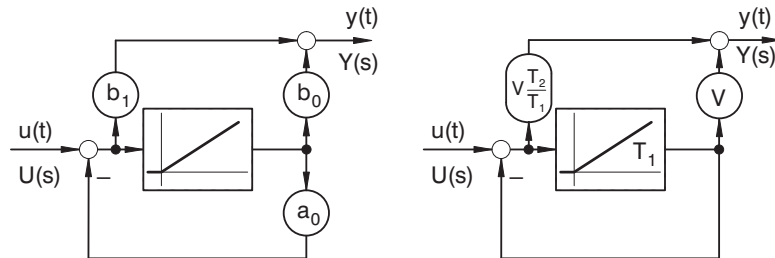 y(t)
Y(s)
b₁
b₀
u(t)
U(s)
−
a₀
y(t)
Y(s)
V T₂/T₁
V
u(t)
U(s)
−
T₁